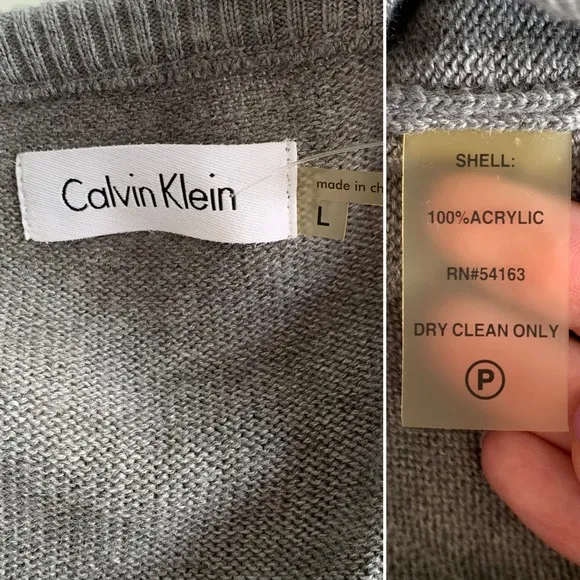 Calvin Klein
made in ch
L
SHELL:
100%ACRYLIC
RN#54163
DRY CLEAN ONLY
P